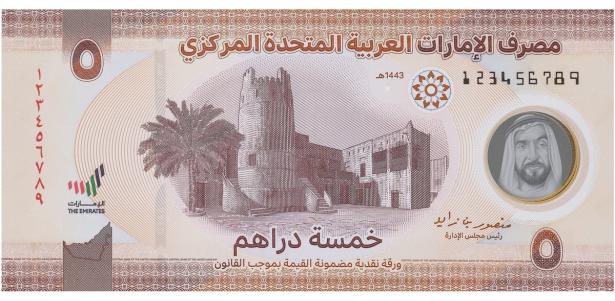 مصرف الإمارات العربية المتحدة المركزي
٥
1443هـ
123456789
١٢٣٤٥٦٧٨٩
الإمارات
THE EMIRATES
منصور بن زايد
رئيس مجلس الإدارة
خمسة دراهم
٥
ورقة نقدية مضمونة القيمة بموجب القانون